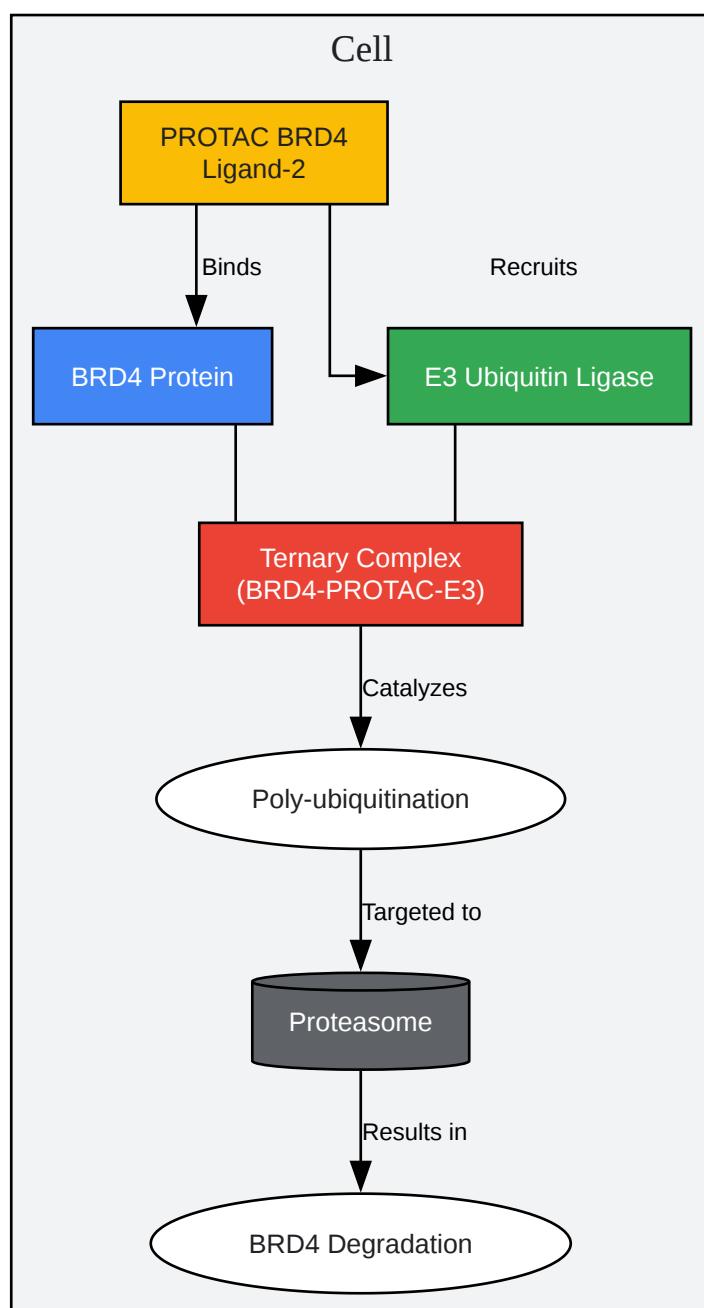 Cell
PROTAC BRD4
Ligand-2
Binds
Recruits
BRD4 Protein
E3 Ubiquitin Ligase
Ternary Complex
(BRD4-PROTAC-E3)
Catalyzes
Poly-ubiquitination
Targeted to
Proteasome
Results in
BRD4 Degradation